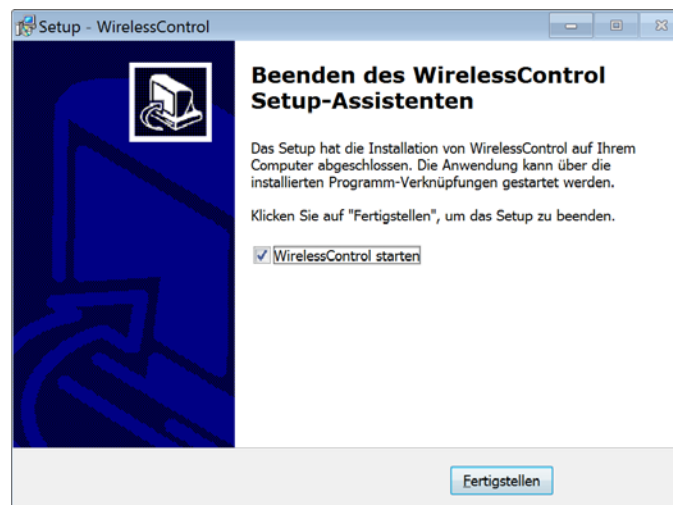 Setup - WirelessControl
Beenden des WirelessControl
Setup-Assistenten
Das Setup hat die Installation von WirelessControl auf Ihrem
Computer abgeschlossen. Die Anwendung kann über die
installierten Programm-Verknüpfungen gestartet werden.
Klicken Sie auf "Fertigstellen", um das Setup zu beenden.
WirelessControl starten
Fertigstellen